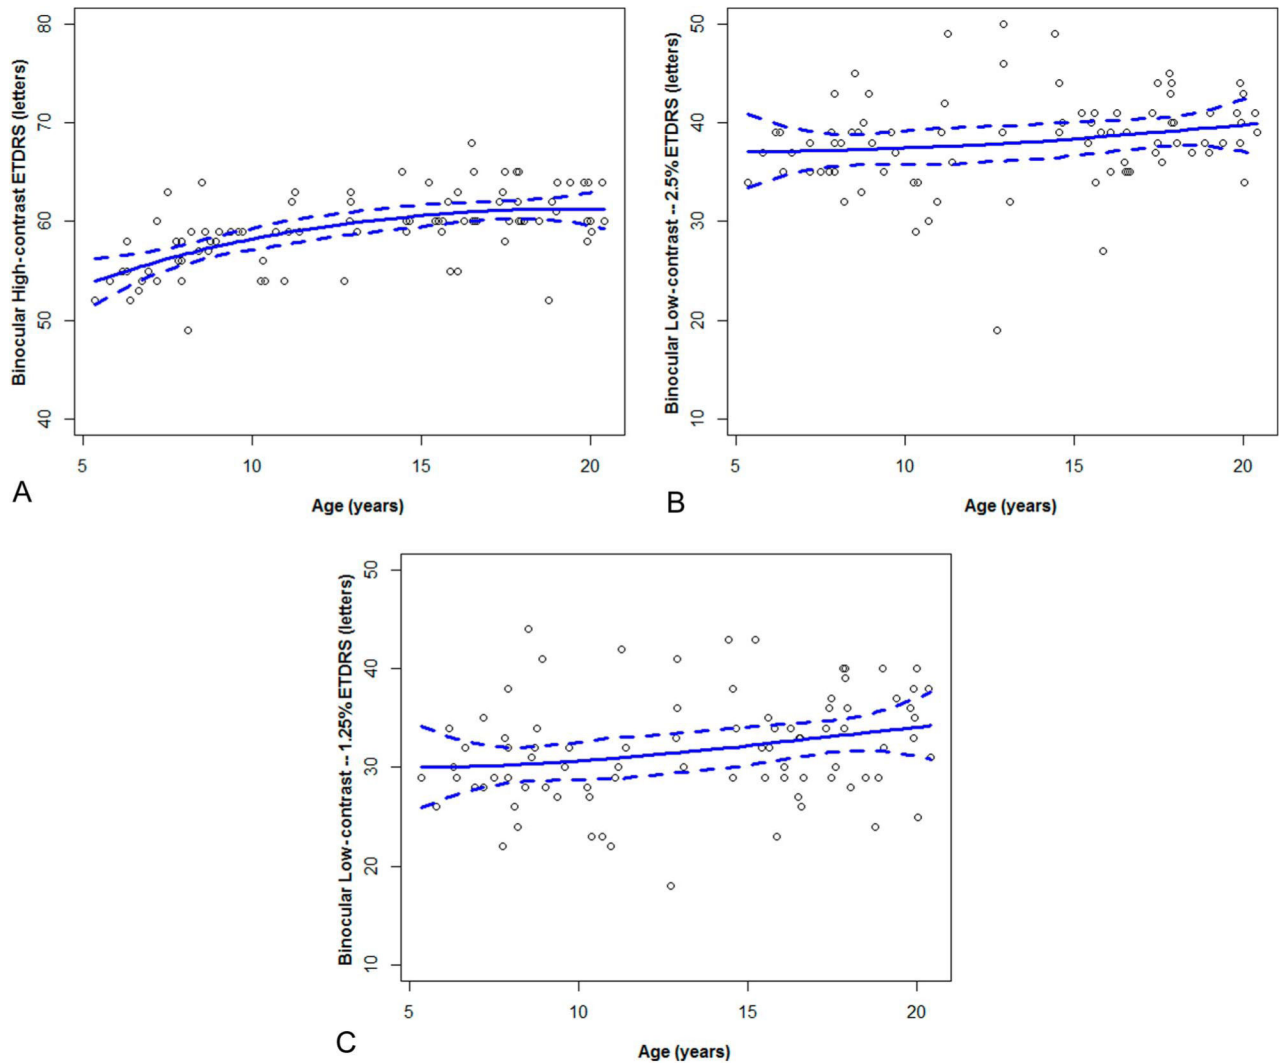 Binocular High-contrast ETDRS (letters)
80
70
60
50
40
5 10 15 20
Age (years)
A
Binocular Low-contrast -- 2.5% ETDRS (letters)
50
40
30
20
10
5 10 15 20
Age (years)
B
Binocular Low-contrast -- 1.25% ETDRS (letters)
50
40
30
20
10
5 10 15 20
Age (years)
C